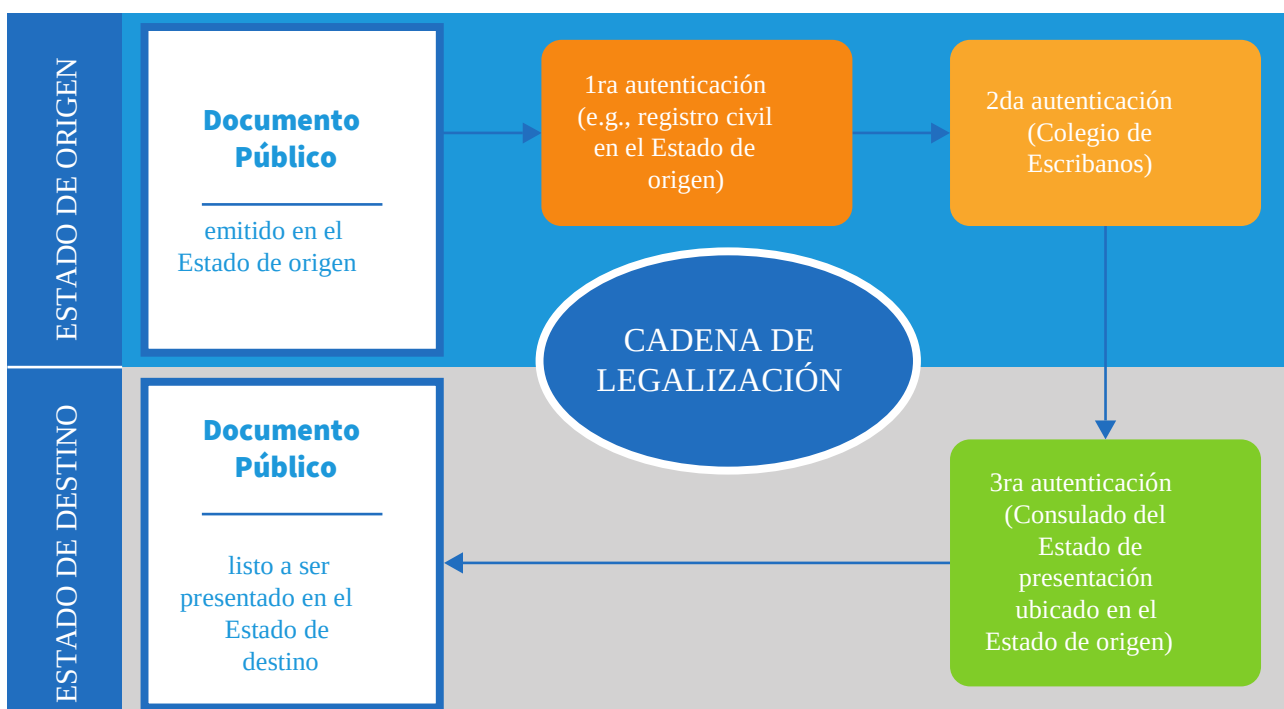 ESTADO DE ORIGEN
Documento
Público
emitido en el
Estado de origen
1ra autenticación
(e.g., registro civil
en el Estado de
origen)
2da autenticación
(Colegio de
Escribanos)
CADENA DE
LEGALIZACIÓN
ESTADO DE DESTINO
Documento
Público
listo a ser
presentado en el
Estado de
destino
3ra autenticación
(Consulado del
Estado de
presentación
ubicado en el
Estado de origen)